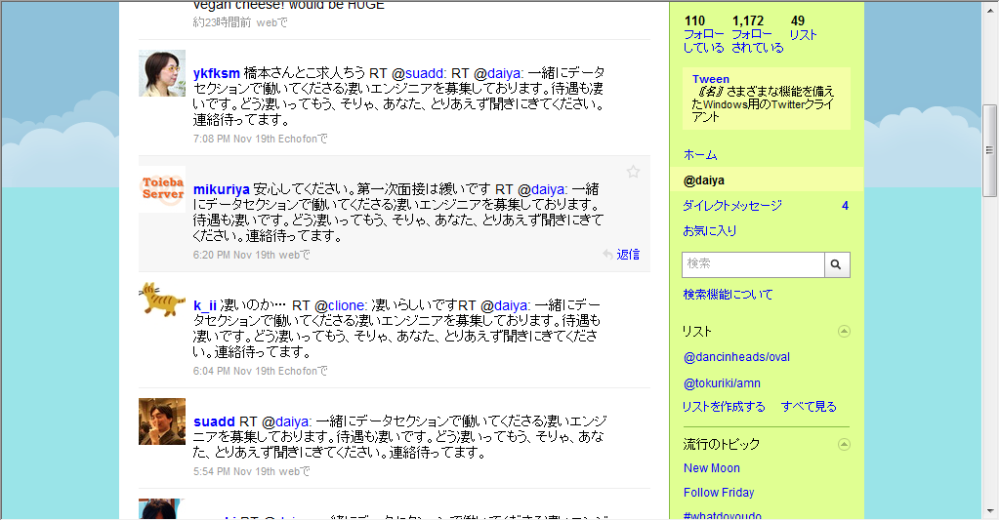 vegan cheese! would be HUGE
約23時間前 webで
ykfksm 橋本さんとこ求人ちう RT @suadd: RT @daiya: 一緒にデータ
セクションで働いてくださる凄いエンジニアを募集しております。待遇も凄
いです。どう凄いってもう、そりゃ、あなた、とりあえず聞きにきてください。
連絡待ってます。
7:08 PM Nov 19th Echofonで
Toieba
Server
mikuriya 安心してください。第一次面接は緩いです RT @daiya: 一緒
にデータセクションで働いてくださる凄いエンジニアを募集しております。
待遇も凄いです。どう凄いってもう、そりゃ、あなた、とりあえず聞きにきて
ください。連絡待ってます。
6:20 PM Nov 19th webで
返信
k_ii 凄いのか… RT @clione: 凄いらしいですRT @daiya: 一緒にデー
タセクションで働いてくださる凄いエンジニアを募集しております。待遇も
凄いです。どう凄いってもう、そりゃ、あなた、とりあえず聞きにきてくださ
い。連絡待ってます。
6:04 PM Nov 19th Echofonで
suadd RT @daiya: 一緒にデータセクションで働いてくださる凄いエンジ
ニアを募集しております。待遇も凄いです。どう凄いってもう、そりゃ、あな
た、とりあえず聞きにきてください。連絡待ってます。
5:54 PM Nov 19th webで
RT @daiya: 一緒にデータセクションで働いてくださる凄いエンジ
110 1,172 49
フォロー フォロー リスト
している されている
Tween
《名》さまざまな機能を備え
たWindows用のTwitterクライ
アント
ホーム
@daiya
ダイレクトメッセージ 4
お気に入り
検索
検索機能について
リスト
@dancinheads/oval
@tokuriki/amn
リストを作成する すべて見る
流行のトピック
New Moon
Follow Friday
#whatdoyoudo